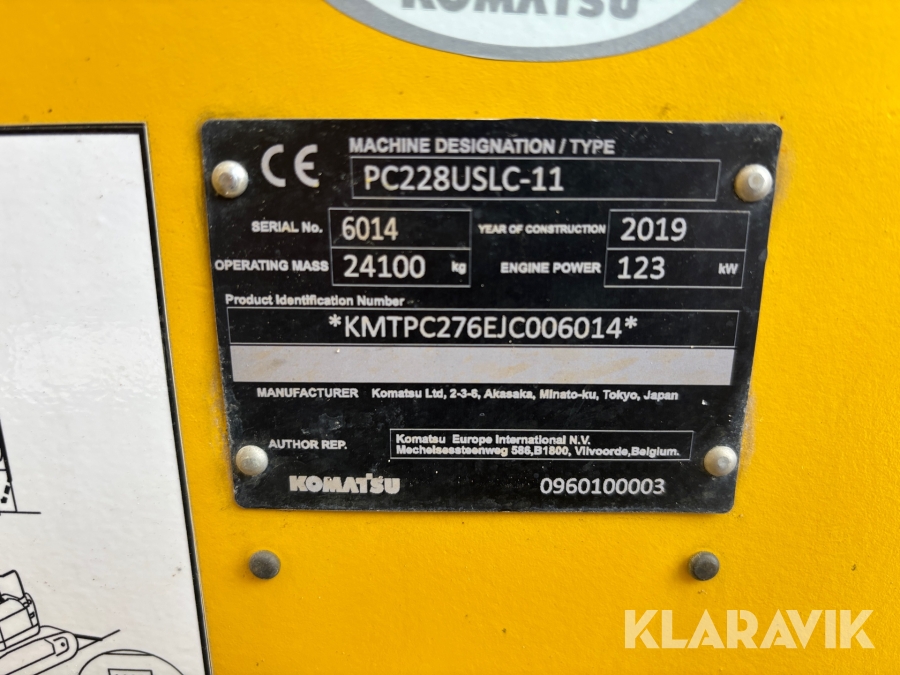 KOMATSU
CE MACHINE DESIGNATION / TYPE
PC228USLC-11
SERIAL No. 6014 YEAR OF CONSTRUCTION 2019
OPERATING MASS 24100 kg ENGINE POWER 123 kW
Product Identification Number
*KMTPC276EJC006014*
MANUFACTURER Komatsu Ltd, 2-3-6, Akasaka, Minato-ku, Tokyo, Japan
AUTHOR REP. Komatsu Europe International N.V.
Mechelsessteenweg 586,B1800, Vilvoorde,Belgium.
KOMATSU 0960100003
KLARAVIK